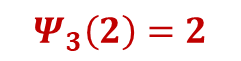 Ψ₃(2) = 2